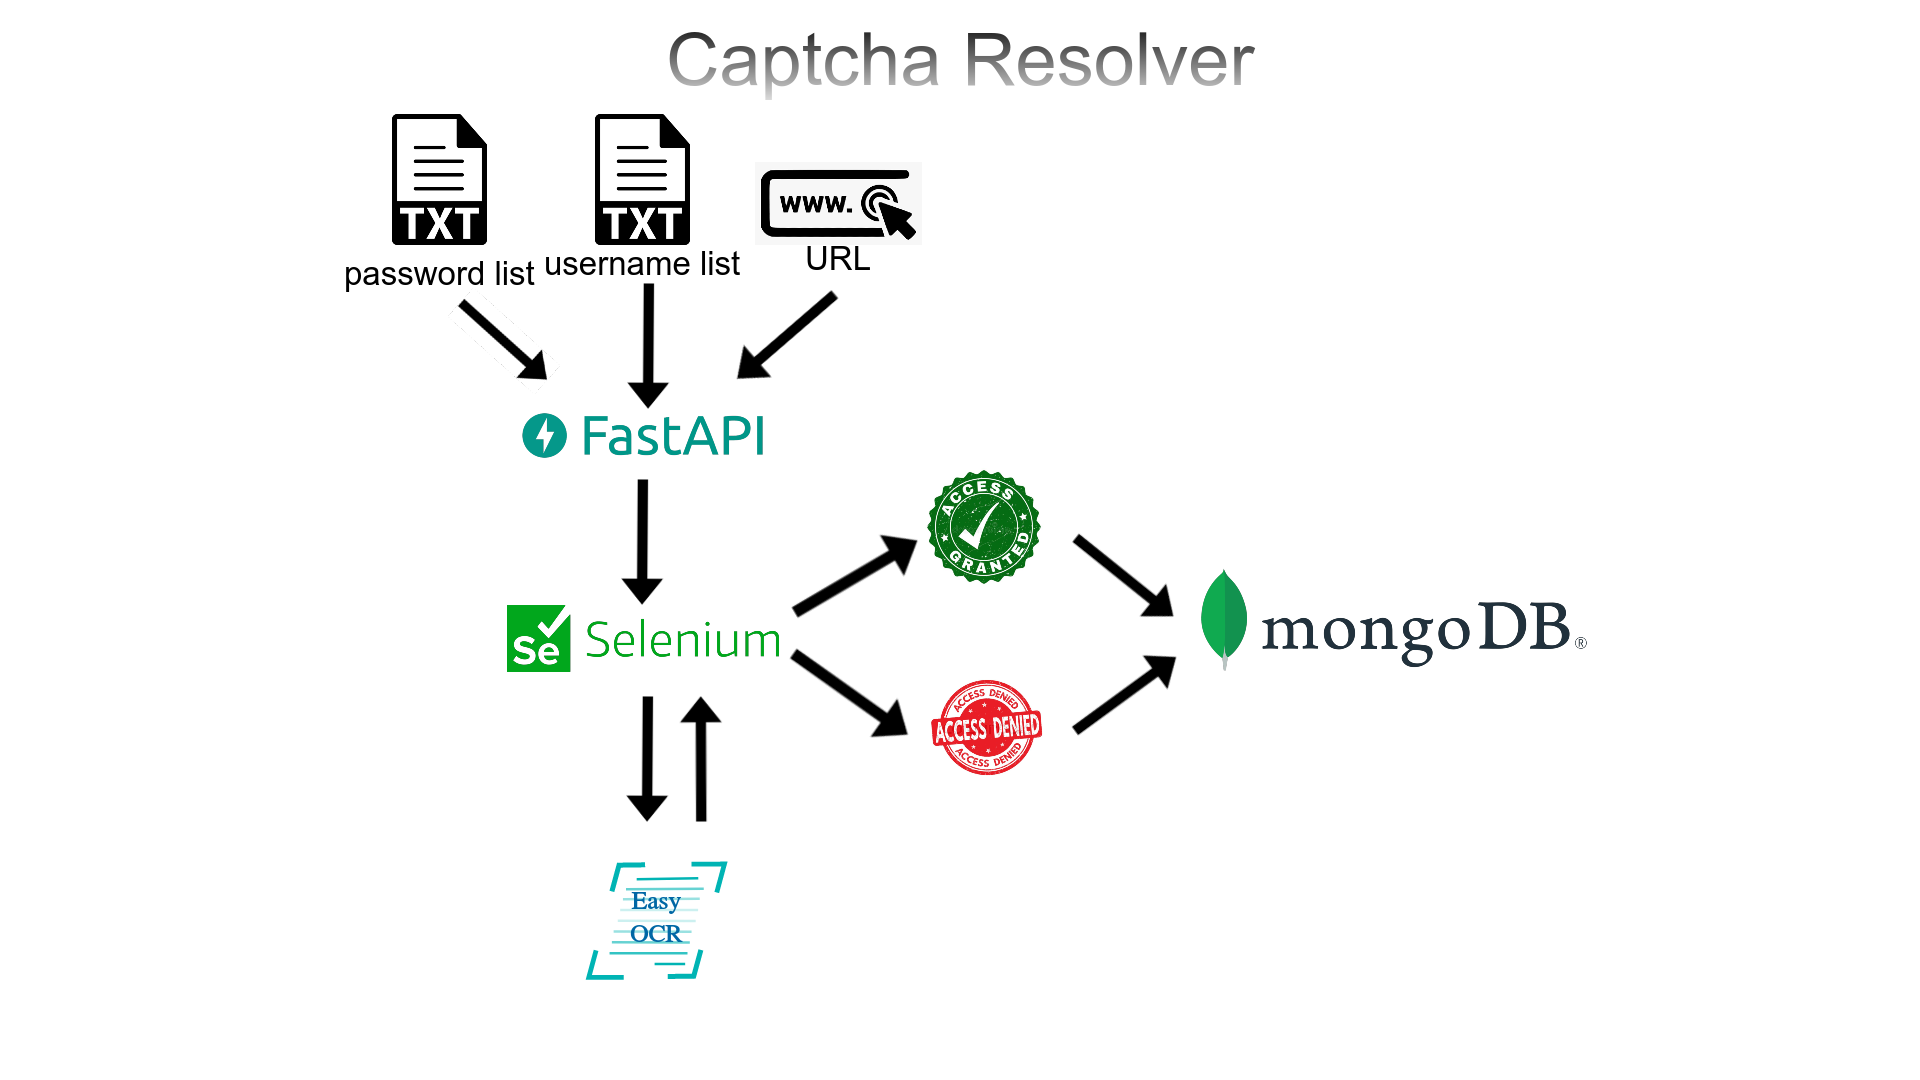 Captcha Resolver
TXT
TXT
www.
password list
username list
URL
FastAPI
ACCESS
GRANTED
Se
Selenium
mongoDB®
ACCESS DENIED
ACCESS DENIED
ACCESS DENIED
Easy
OCR